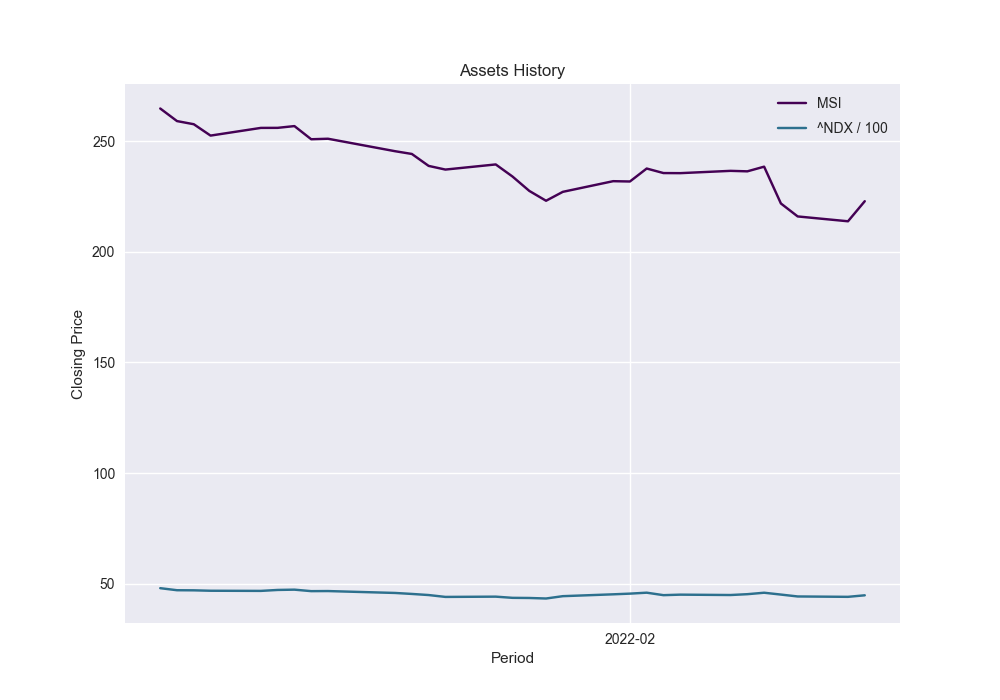 Assets History
MSI
^NDX / 100
250
200
150
100
50
Closing Price
2022-02
Period